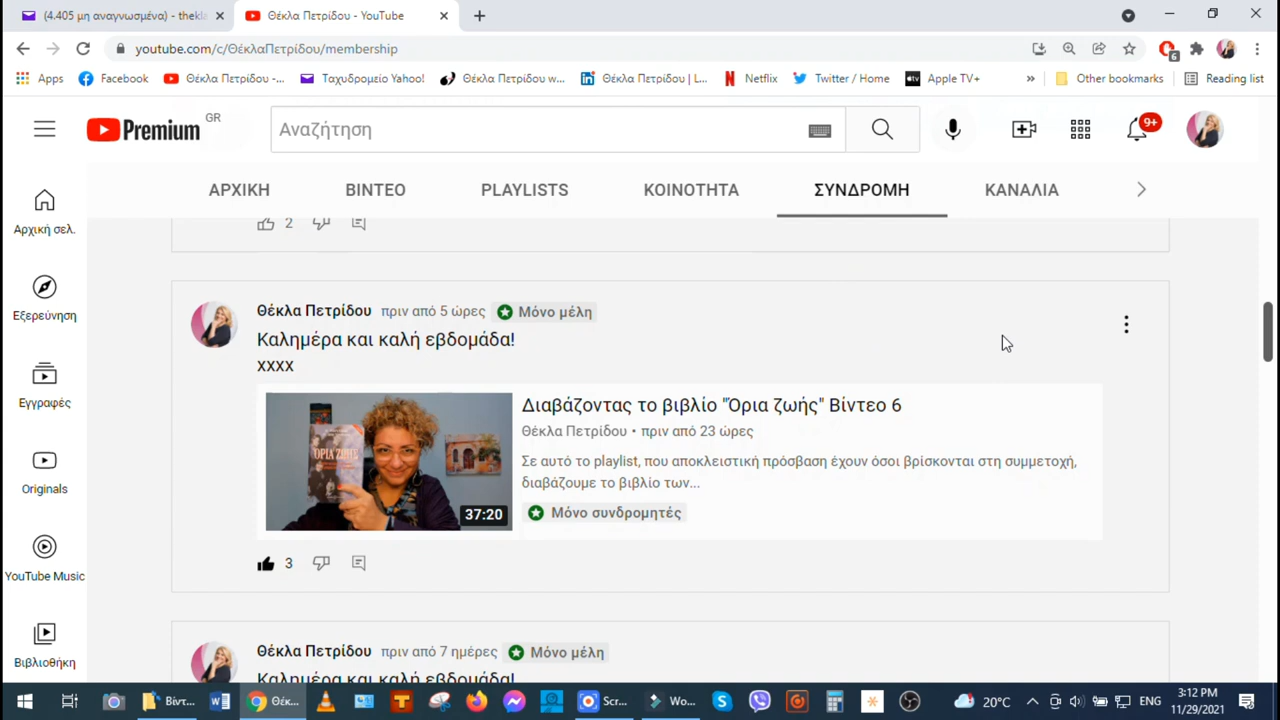 (4.405 μη αναγνωσμένα) - thekla
Θέκλα Πετρίδου - YouTube
youtube.com/c/ΘέκλαΠετρίδου/membership
6
Apps
Facebook
Θέκλα Πετρίδου -...
Ταχυδρομείο Yahoo!
Θέκλα Πετρίδου w...
Θέκλα Πετρίδου | L...
Netflix
Twitter / Home
Apple TV+
»
Other bookmarks
Reading list
Premium GR
Αναζήτηση
9+
ΑΡΧΙΚΗ
ΒΙΝΤΕΟ
PLAYLISTS
ΚΟΙΝΟΤΗΤΑ
ΣΥΝΔΡΟΜΗ
ΚΑΝΑΛΙΑ
Αρχική σελ.
Εξερεύνηση
Εγγραφές
Originals
YouTube Music
Βιβλιοθήκη
2
Θέκλα Πετρίδου πριν από 5 ώρες Μόνο μέλη
Καλημέρα και καλή εβδομάδα!
xxxx
ΟΡΙΑ ΖΩΗΣ
37:20
Διαβάζοντας το βιβλίο "Όρια ζωής" Βίντεο 6
Θέκλα Πετρίδου • πριν από 23 ώρες
Σε αυτό το playlist, που αποκλειστική πρόσβαση έχουν όσοι βρίσκονται στη συμμετοχή,
διαβάζουμε το βιβλίο των...
Μόνο συνδρομητές
3
Θέκλα Πετρίδου πριν από 7 ημέρες Μόνο μέλη
Καλημέρα και καλή εβδομάδα!
Βίντ...
Θέκ...
Scr...
Wo...
20°C
ENG
3:12 PM
11/29/2021